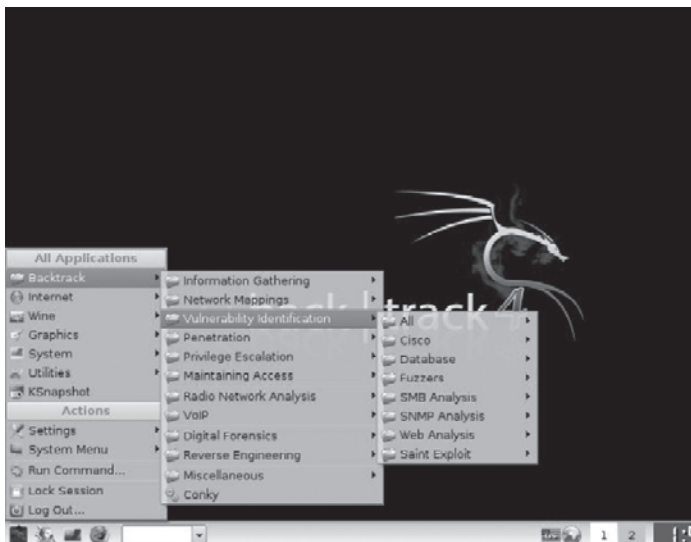 All Applications
Backtrack
Internet
Wine
Graphics
System
Utilities
KSnapshot
Actions
Settings
System Menu
Run Command...
Lock Session
Log Out...
Information Gathering
Network Mappings
Vulnerability Identification
Penetration
Privilege Escalation
Maintaining Access
Radio Network Analysis
VoIP
Digital Forensics
Reverse Engineering
Miscellaneous
Conky
All
Cisco
Database
Fuzzers
SMB Analysis
SNMP Analysis
Web Analysis
Saint Exploit
track 4
1 2